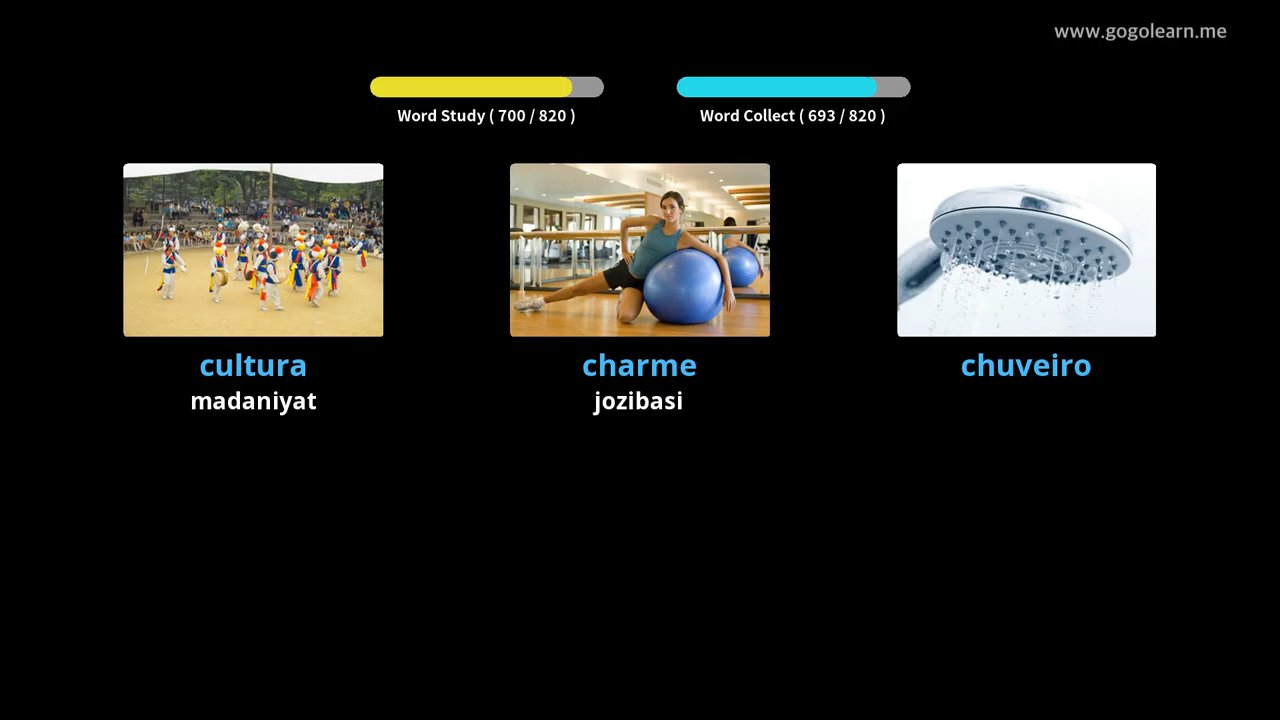 www.gogolearn.me
Word Study ( 700 / 820 )
Word Collect ( 693 / 820 )
cultura
madaniyat
charme
jozibasi
chuveiro